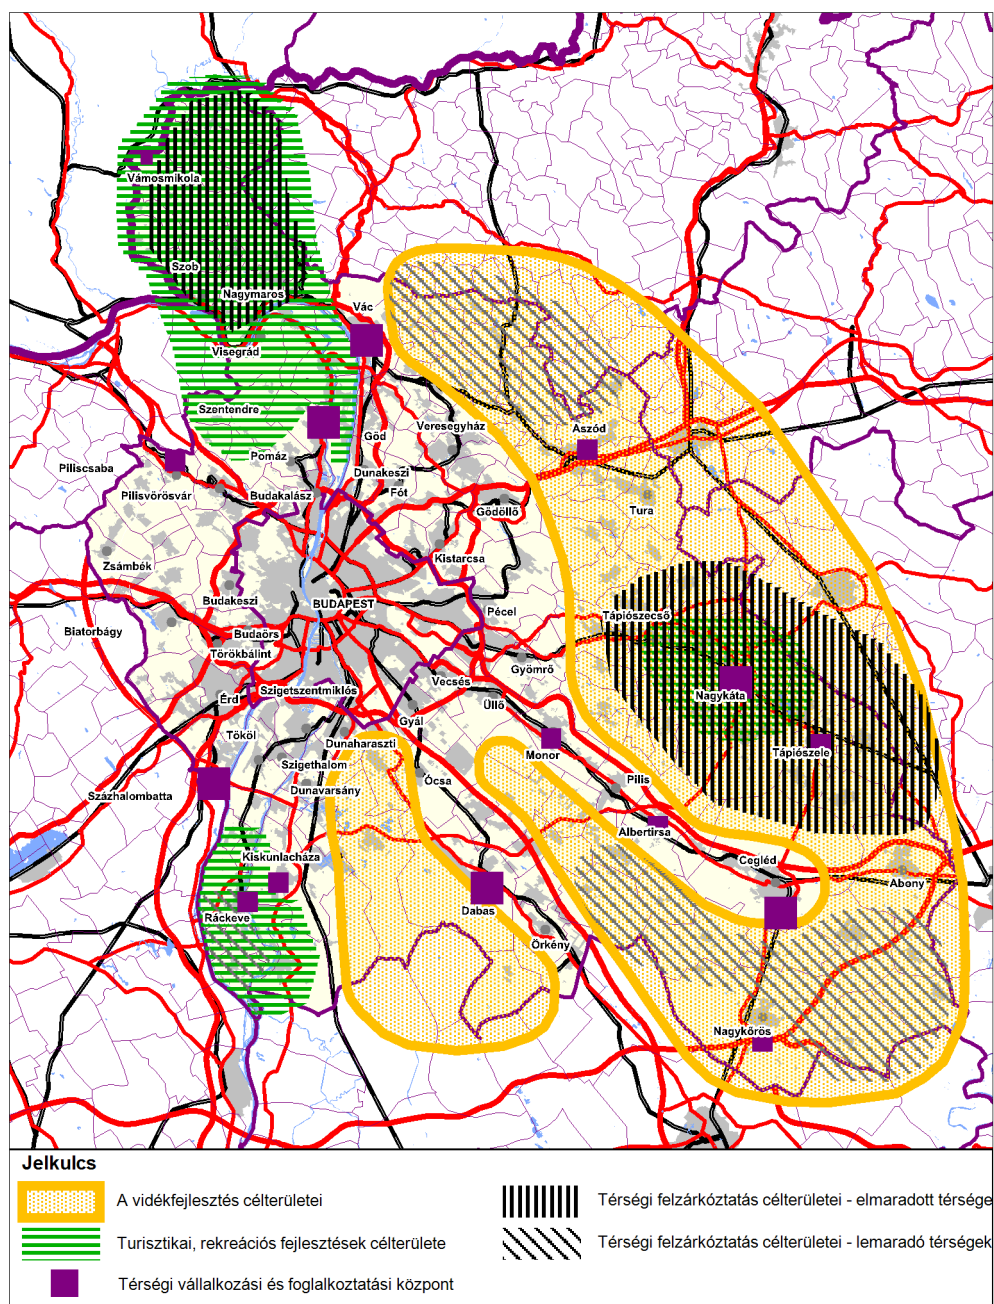 Vámosmikola
Szob
Nagymaros
Vác
Visegrád
Szentendre
Veresegyház
Aszód
Göd
Pomáz
Piliscsaba
Dunakeszi
Pilisvörösvár
Budakalász
Fót
Gödöllő
Tura
Kistarcsa
Zsámbék
Budakeszi
BUDAPEST
Pécel
Tápiószecső
Biatorbágy
Budaörs
Törökbálint
Gyömrő
Vecsés
Érd
Szigetszentmiklós
Nagykáta
Üllő
Gyál
Tököl
Dunaharaszti
Monor
Tápiószele
Szigethalom
Ócsa
Pilis
Százhalombatta
Dunavarsány
Albertirsa
Kiskunlacháza
Cegléd
Abony
Ráckeve
Dabas
Örkény
Nagykőrös
Jelkulcs
A vidékfejlesztés célterületei
Térségi felzárkóztatás célterületei - elmaradott térsége
Turisztikai, rekreációs fejlesztések célterülete
Térségi felzárkóztatás célterületei - lemaradó térségek
Térségi vállalkozási és foglalkoztatási központ